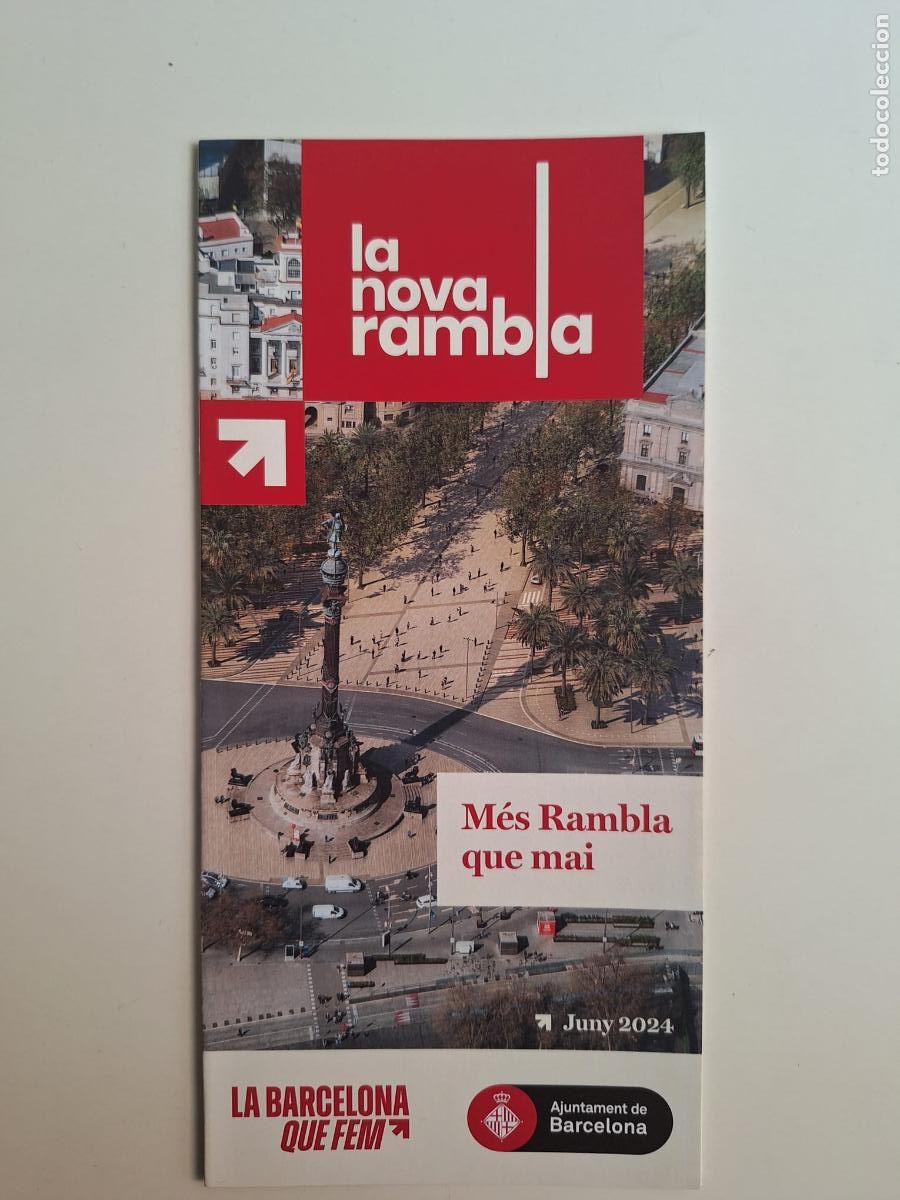 todocoleccion
la
nova
rambla
Més Rambla
que mai
Juny 2024
LA BARCELONA
QUE FEM
Ajuntament de
Barcelona